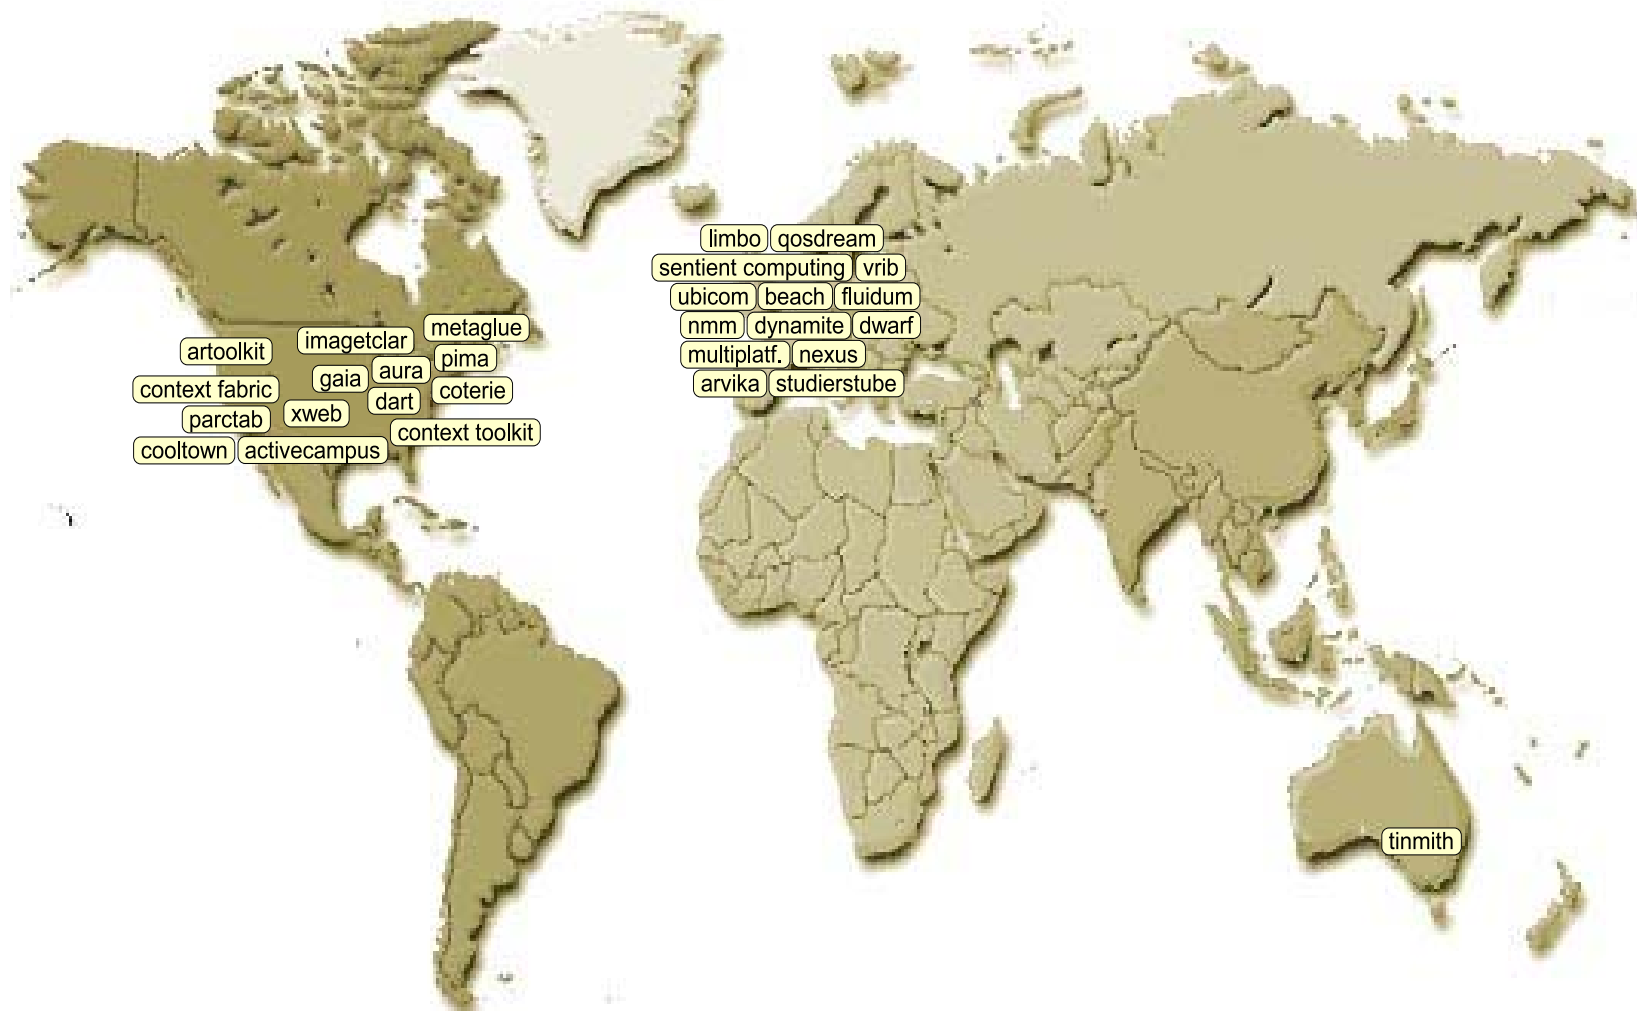 limbo qosdream
sentient computing vrib
ubicom beach fluidum
nmm dynamite dwarf
multiplatf. nexus
arvika studierstube
metaglue
imagetclar
artoolkit
pima
aura
gaia
context fabric
coterie
dart
xweb
parctab
context toolkit
cooltown activecampus
tinmith